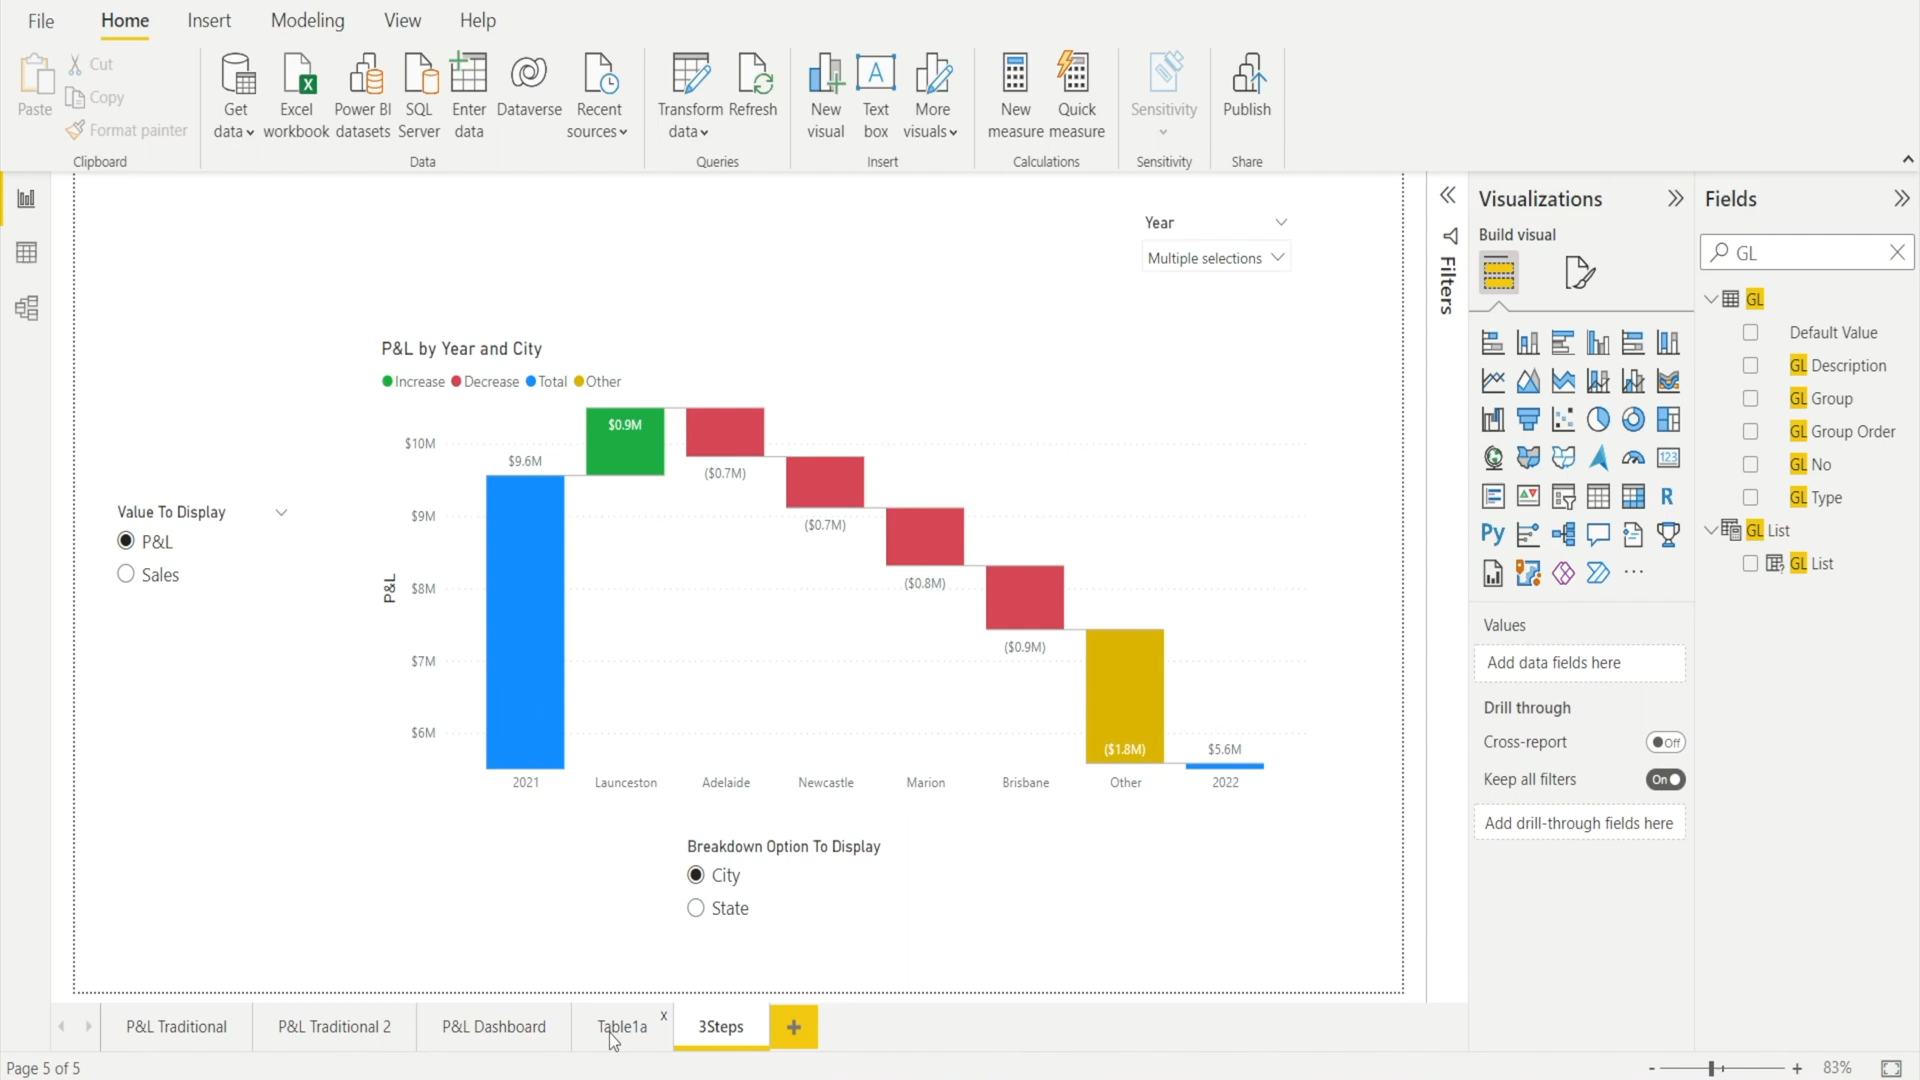 File Home Insert Modeling View Help
Paste
Cut
Copy
Format painter
Clipboard
Get data
Excel workbook
Power BI datasets
SQL Server
Enter data
Dataverse
Recent sources
Data
Transform data
Refresh
Queries
New visual
Text box
More visuals
Insert
New measure
Quick measure
Calculations
Sensitivity
Sensitivity
Publish
Share
Year
Multiple selections
P&L by Year and City
Increase Decrease Total Other
$10M
$9M
$8M
$7M
$6M
P&L
$9.6M
$0.9M
($0.7M)
($0.7M)
($0.8M)
($0.9M)
($1.8M)
$5.6M
2021 Launceston Adelaide Newcastle Marion Brisbane Other 2022
Value To Display
P&L
Sales
Breakdown Option To Display
City
State
Filters
Visualizations
Build visual
123
R
Py
Values
Add data fields here
Drill through
Cross-report Off
Keep all filters On
Add drill-through fields here
Fields
GL
GL
Default Value
GL Description
GL Group
GL Group Order
GL No
GL Type
GL List
GL List
P&L Traditional P&L Traditional 2 P&L Dashboard Table1a x 3Steps +
Page 5 of 5
- + 83%